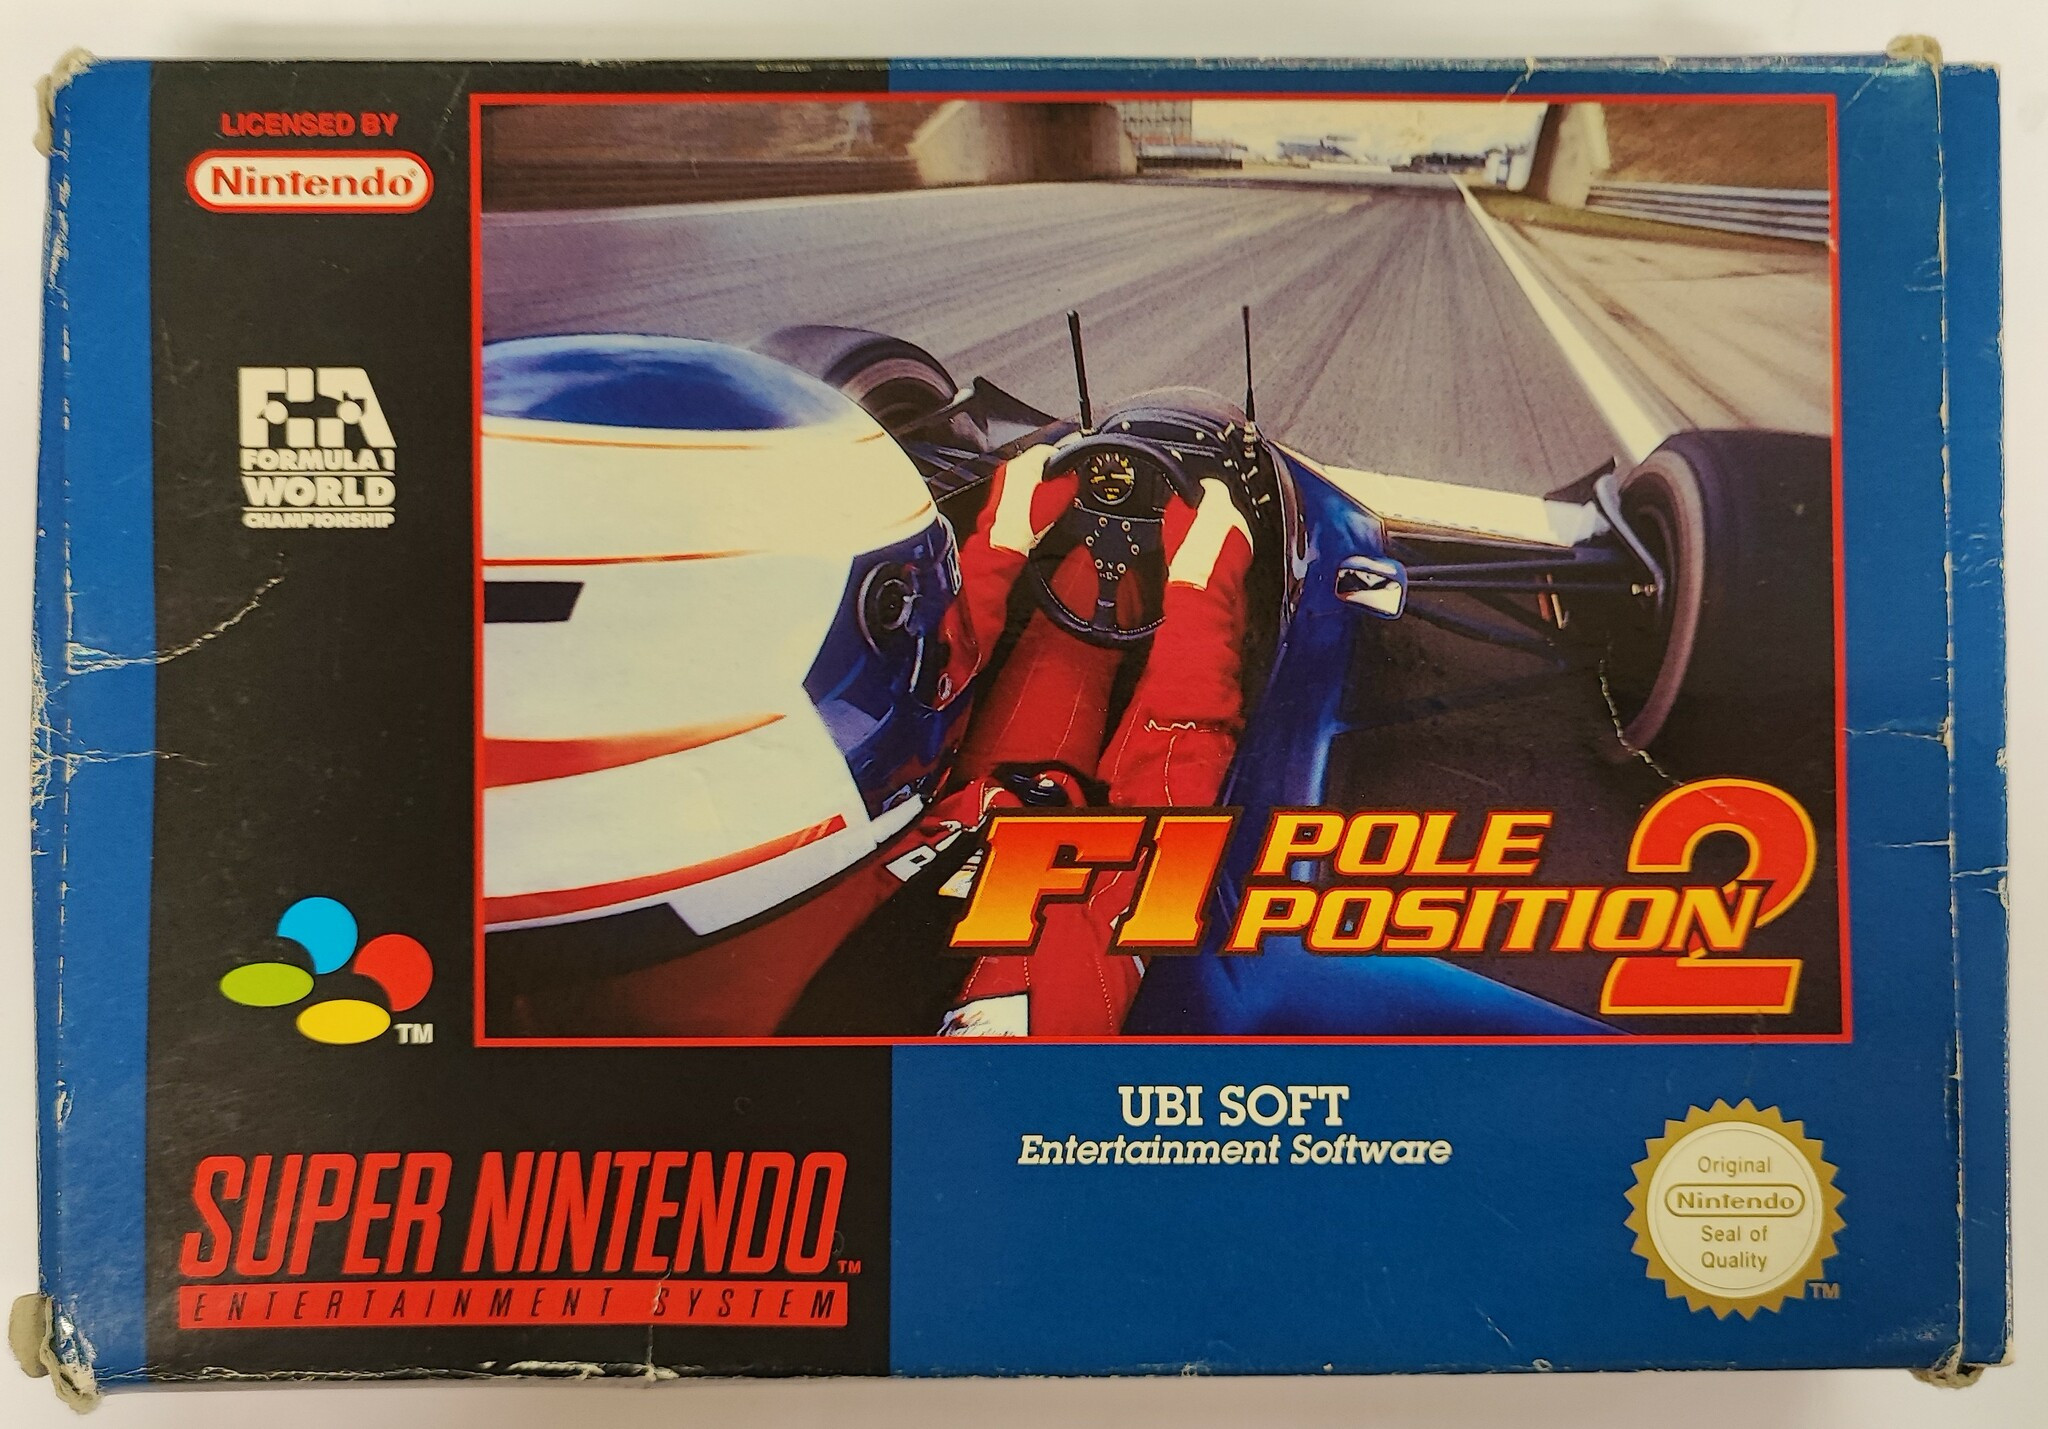 LICENSED BY
Nintendo®
FIA
FORMULA 1
WORLD
CHAMPIONSHIP
F1 POLE
POSITION 2
TM
UBI SOFT
Entertainment Software
SUPER NINTENDO TM
ENTERTAINMENT SYSTEM
Original
Nintendo
Seal of
Quality
TM